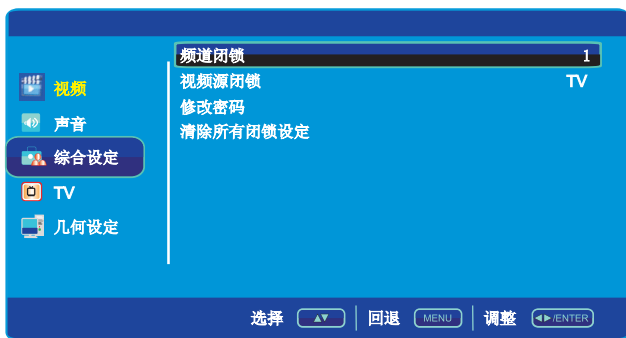 频道闭锁 1
视频源闭锁 TV
修改密码
清除所有闭锁设定
视频
声音
综合设定
TV
几何设定
选择 ▲▼ 回退 MENU 调整 ◀▶/ENTER